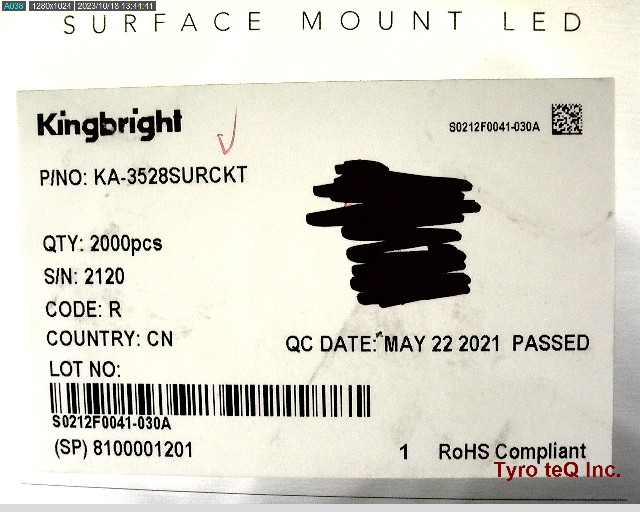 A038 1280x1024 2023/10/18 13:44:41
SURFACE MOUNT LED
Kingbright
S0212F0041-030A
P/NO: KA-3528SURCKT
QTY: 2000pcs
S/N: 2120
CODE: R
COUNTRY: CN
QC DATE: MAY 22 2021 PASSED
LOT NO:
S0212F0041-030A
(SP) 8100001201
1 RoHS Compliant
Tyro teQ Inc.